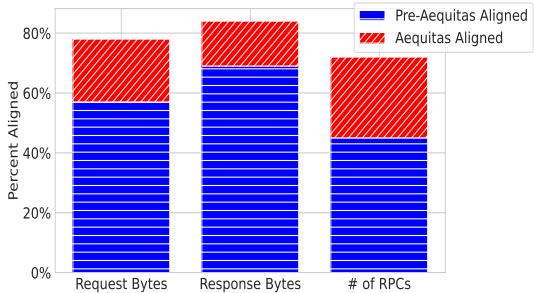 Pre-Aequitas Aligned
Aequitas Aligned
Percent Aligned
80%
60%
40%
20%
0%
Request Bytes
Response Bytes
# of RPCs